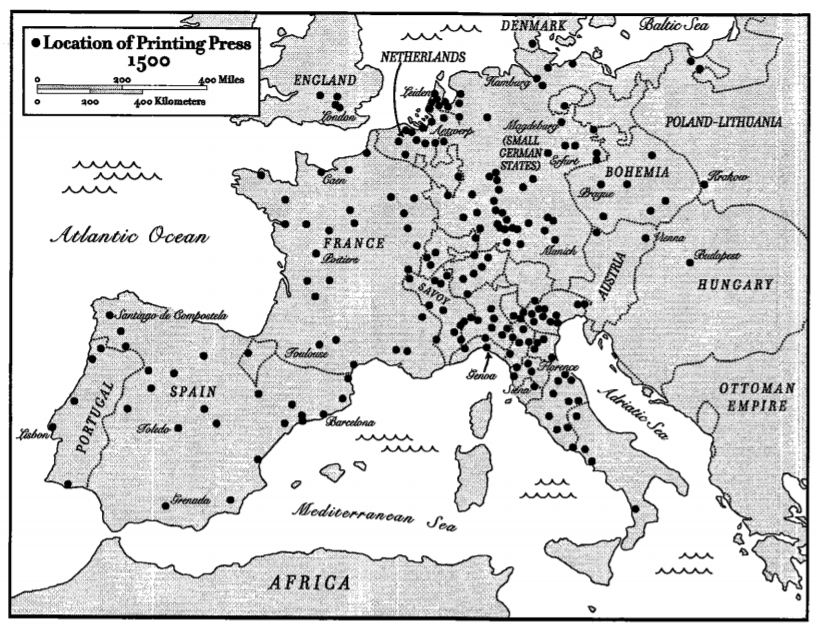 Location of Printing Press
1500
0 200 400 Miles
0 200 400 Kilometers
DENMARK
Baltic Sea
NETHERLANDS
ENGLAND
London
Leiden
Hamburg
Antwerp
Magdeburg
(SMALL
GERMAN
STATES)
Erfurt
POLAND-LITHUANIA
BOHEMIA
Prague
Krakow
Caen
Atlantic Ocean
FRANCE
Poitiers
Munich
Vienna
AUSTRIA
Budapest
HUNGARY
SAVOY
Santiago de Compostela
Toulouse
Genoa
Florence
Siena
SPAIN
PORTUGAL
Lisbon
Toledo
Barcelona
Adriatic Sea
OTTOMAN
EMPIRE
Grenada
Mediterranean Sea
AFRICA